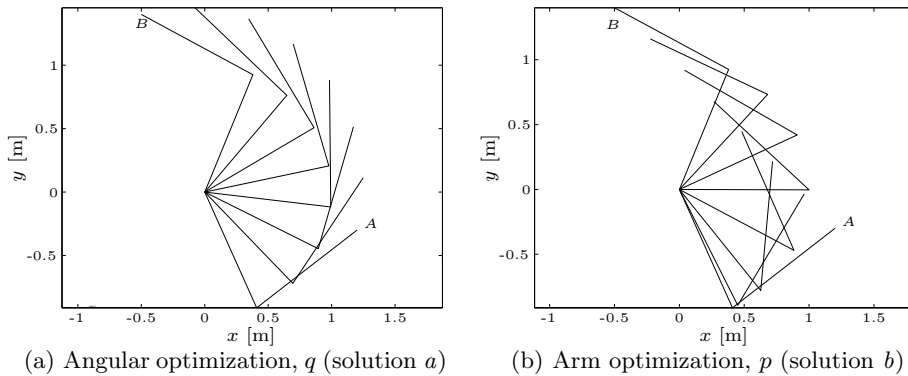 B
1
0.5
0
-0.5
y [m]
A
-1
-0.5
0
0.5
1
1.5
x [m]
(a) Angular optimization, q (solution a)
B
1
0.5
0
-0.5
y [m]
A
-1
-0.5
0
0.5
1
1.5
x [m]
(b) Arm optimization, p (solution b)